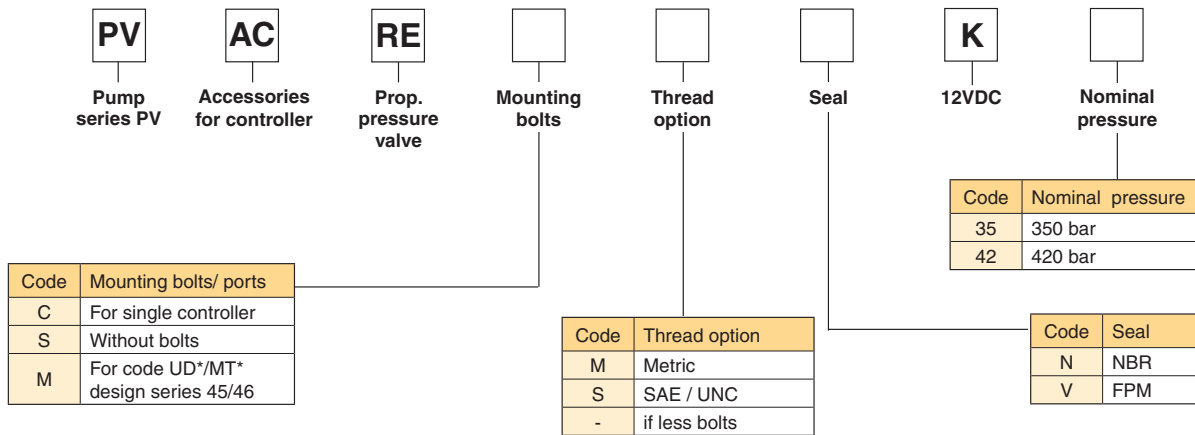 PV AC RE K
Pump Accessories Prop. Mounting Thread Seal 12VDC Nominal
series PV for controller pressure bolts option pressure
valve
Code Nominal pressure
35 350 bar
42 420 bar
Code Mounting bolts/ ports
C For single controller
S Without bolts
M For code UD*/MT*
design series 45/46
Code Thread option
M Metric
S SAE / UNC
- if less bolts
Code Seal
N NBR
V FPM